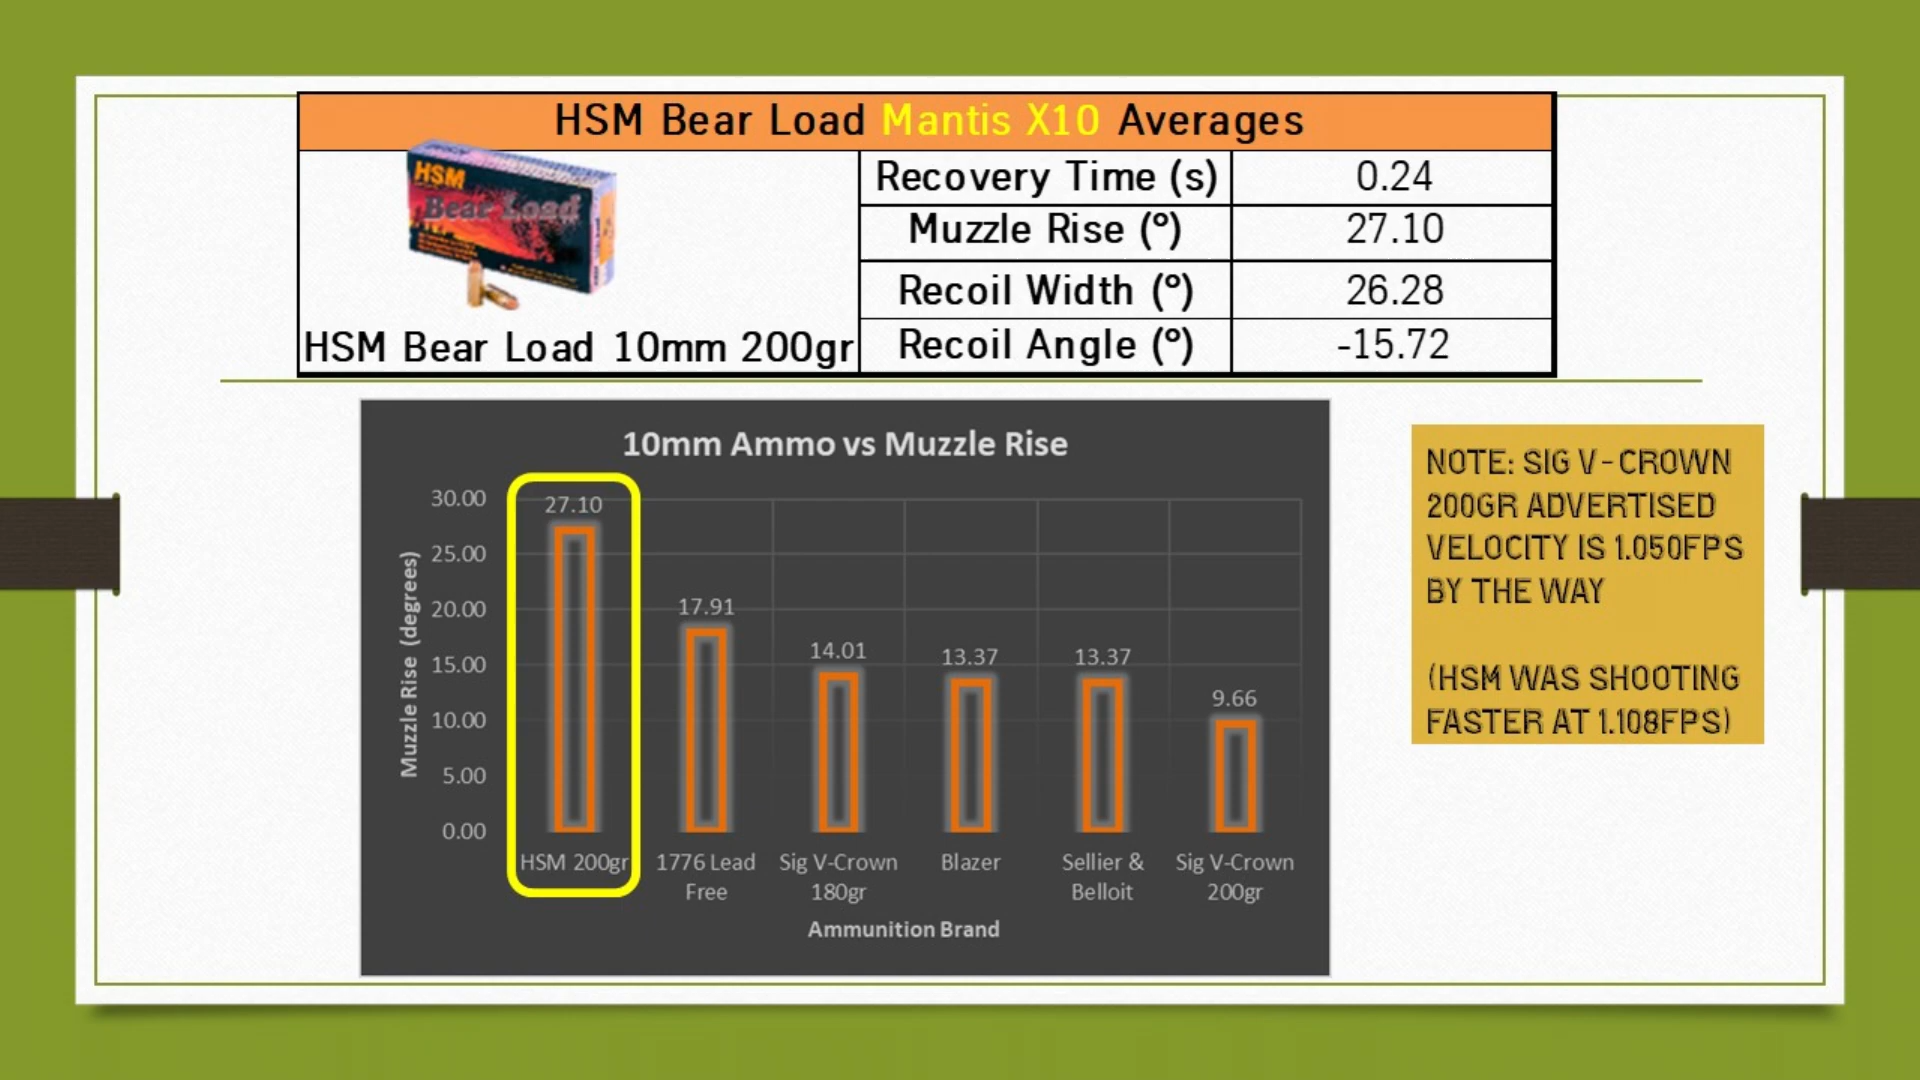 HSM Bear Load Mantis X10 Averages
HSM
Bear Load
HSM Bear Load 10mm 200gr
Recovery Time (s) 0.24
Muzzle Rise (°) 27.10
Recoil Width (°) 26.28
Recoil Angle (°) -15.72
10mm Ammo vs Muzzle Rise
Muzzle Rise (degrees)
30.00
25.00
20.00
15.00
10.00
5.00
0.00
27.10
17.91
14.01
13.37
13.37
9.66
HSM 200gr
1776 Lead
Free
Sig V-Crown
180gr
Blazer
Sellier &
Belloit
Sig V-Crown
200gr
Ammunition Brand
NOTE: SIG V-CROWN
200GR ADVERTISED
VELOCITY IS 1.050FPS
BY THE WAY
(HSM WAS SHOOTING
FASTER AT 1.108FPS)